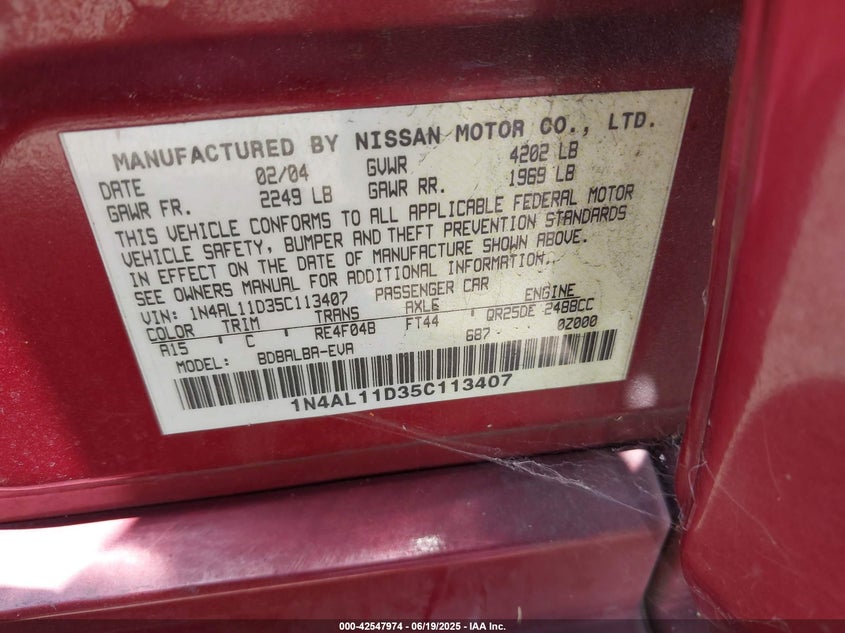 MANUFACTURED BY NISSAN MOTOR CO., LTD.
DATE 02/04 GVWR 4202 LB
GAWR FR. 2249 LB GAWR RR. 1969 LB
THIS VEHICLE CONFORMS TO ALL APPLICABLE FEDERAL MOTOR
VEHICLE SAFETY, BUMPER AND THEFT PREVENTION STANDARDS
IN EFFECT ON THE DATE OF MANUFACTURE SHOWN ABOVE.
SEE OWNERS MANUAL FOR ADDITIONAL INFORMATION.
VIN: 1N4AL11D35C113407 PASSENGER CAR
COLOR TRIM TRANS AXLE ENGINE
A15 C RE4F04B FT44 QR25DE 2488CC
MODEL: BDBALBA-EVA 687 0Z000
1N4AL11D35C113407
000-42547974 - 06/19/2025 - IAA Inc.